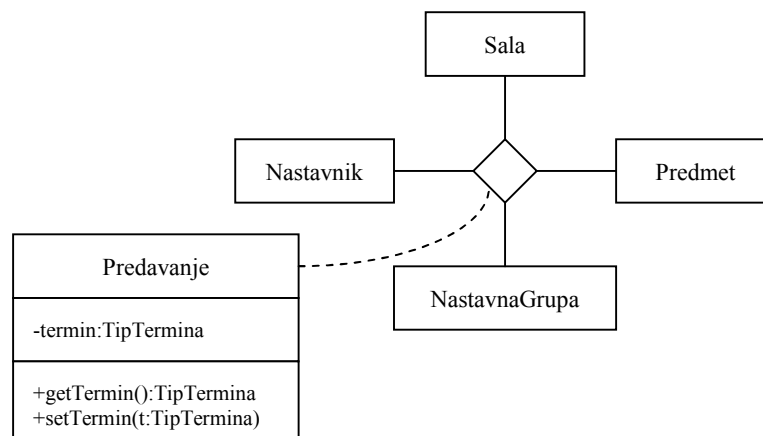 Sala
Nastavnik
Predmet
Predavanje
NastavnaGrupa
-termin:TipTermina
+getTermin():TipTermina
+setTermin(t:TipTermina)